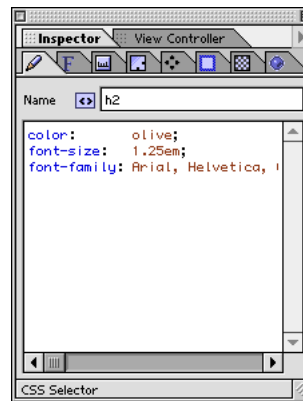 Inspector View Controller
F
Name h2
color: olive;
font-size: 1.25em;
font-family: Arial, Helvetica,
CSS Selector